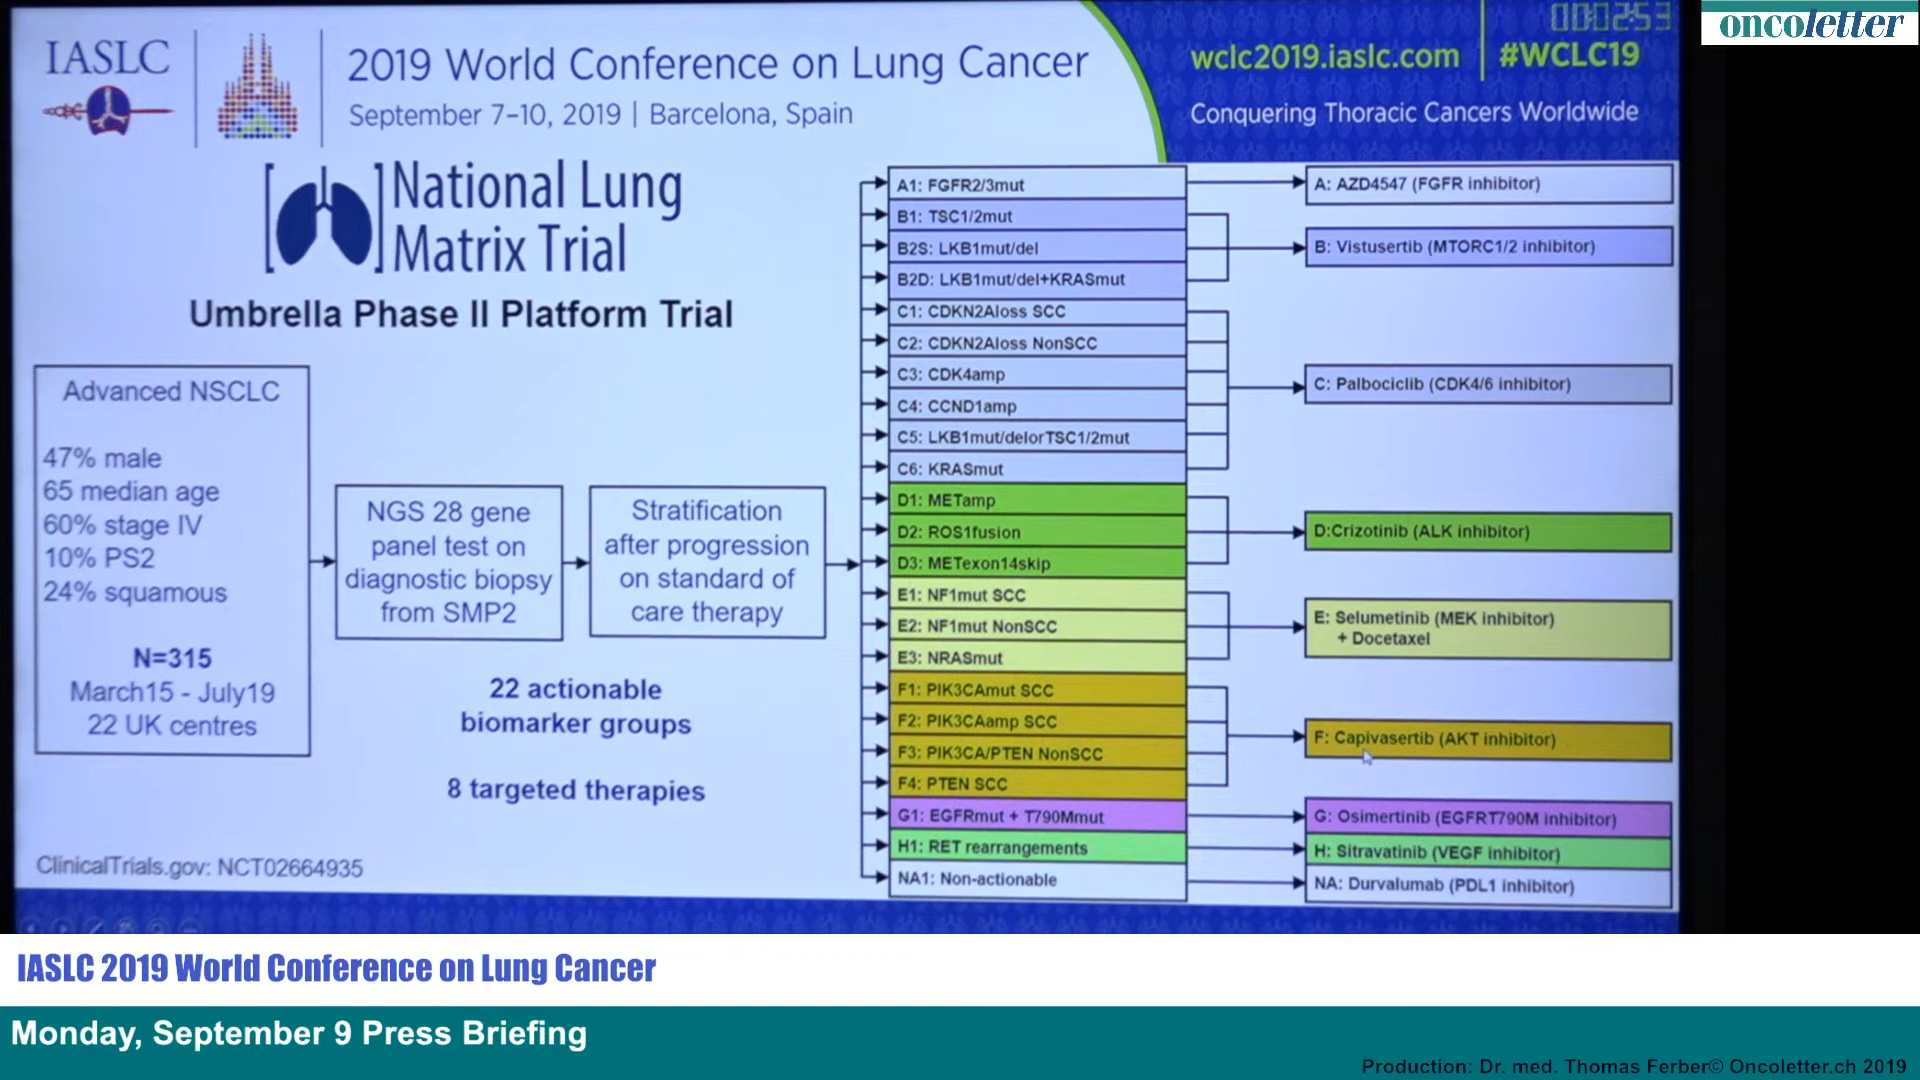 IASLC
2019 World Conference on Lung Cancer
September 7–10, 2019 | Barcelona, Spain
00:02:53
wclc2019.iaslc.com
#WCLC19
Conquering Thoracic Cancers Worldwide
oncoletter
National Lung
Matrix Trial
Umbrella Phase II Platform Trial
Advanced NSCLC
47% male
65 median age
60% stage IV
10% PS2
24% squamous
N=315
March15 - July19
22 UK centres
NGS 28 gene
panel test on
diagnostic biopsy
from SMP2
Stratification
after progression
on standard of
care therapy
22 actionable
biomarker groups
8 targeted therapies
ClinicalTrials.gov: NCT02664935
A1: FGFR2/3mut
B1: TSC1/2mut
B2S: LKB1mut/del
B2D: LKB1mut/del+KRASmut
C1: CDKN2Aloss SCC
C2: CDKN2Aloss NonSCC
C3: CDK4amp
C4: CCND1amp
C5: LKB1mut/delorTSC1/2mut
C6: KRASmut
D1: METamp
D2: ROS1fusion
D3: METexon14skip
E1: NF1mut SCC
E2: NF1mut NonSCC
E3: NRASmut
F1: PIK3CAmut SCC
F2: PIK3CAamp SCC
F3: PIK3CA/PTEN NonSCC
F4: PTEN SCC
G1: EGFRmut + T790Mmut
H1: RET rearrangements
NA1: Non-actionable
A: AZD4547 (FGFR inhibitor)
B: Vistusertib (MTORC1/2 inhibitor)
C: Palbociclib (CDK4/6 inhibitor)
D:Crizotinib (ALK inhibitor)
E: Selumetinib (MEK inhibitor)
+ Docetaxel
F: Capivasertib (AKT inhibitor)
G: Osimertinib (EGFRT790M inhibitor)
H: Sitravatinib (VEGF inhibitor)
NA: Durvalumab (PDL1 inhibitor)
IASLC 2019 World Conference on Lung Cancer
Monday, September 9 Press Briefing
Production: Dr. med. Thomas Ferber© Oncoletter.ch 2019